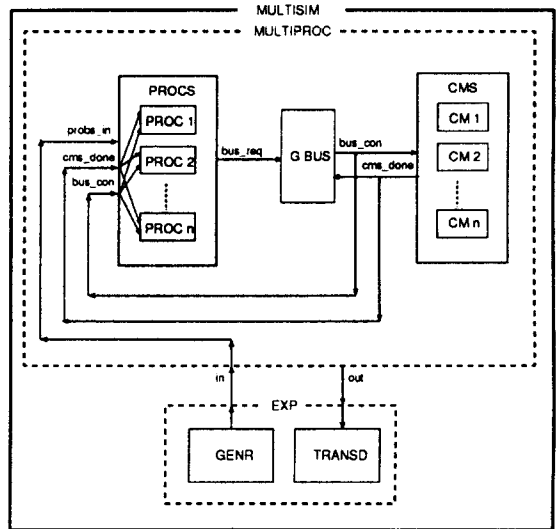 MULTISIM
MULTIPROC
PROCS
CMS
PROC 1
CM 1
probs_in
bus_con
G BUS
cms_done
PROC 2
bus_req
cms_done
CM 2
bus_con
PROC n
CM n
in
out
EXP
GENR
TRANSD